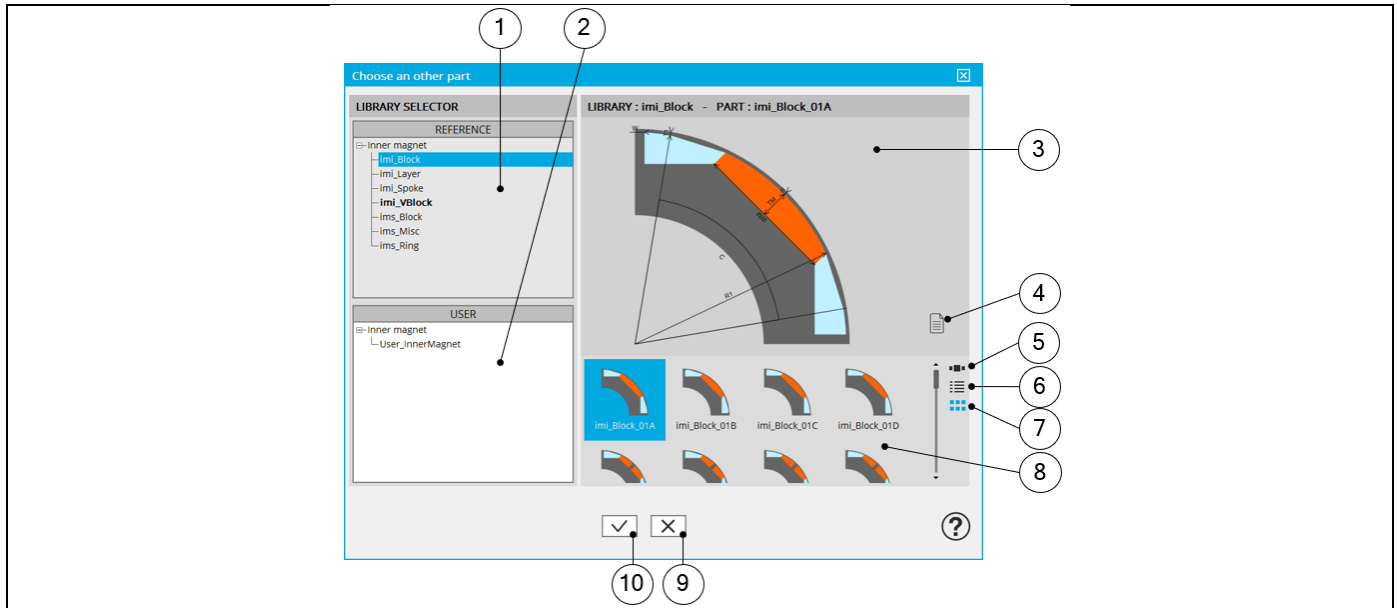 1
2
Choose an other part
LIBRARY SELECTOR
LIBRARY : imi_Block - PART : imi_Block_01A
REFERENCE
Inner magnet
imi_Block
imi_Layer
imi_Spoke
imi_VBlock
ims_Block
ims_Misc
ims_Ring
W
TM
C
R1
3
4
USER
Inner magnet
User_InnerMagnet
5
6
7
imi_Block_01A
imi_Block_01B
imi_Block_01C
imi_Block_01D
8
?
10
9